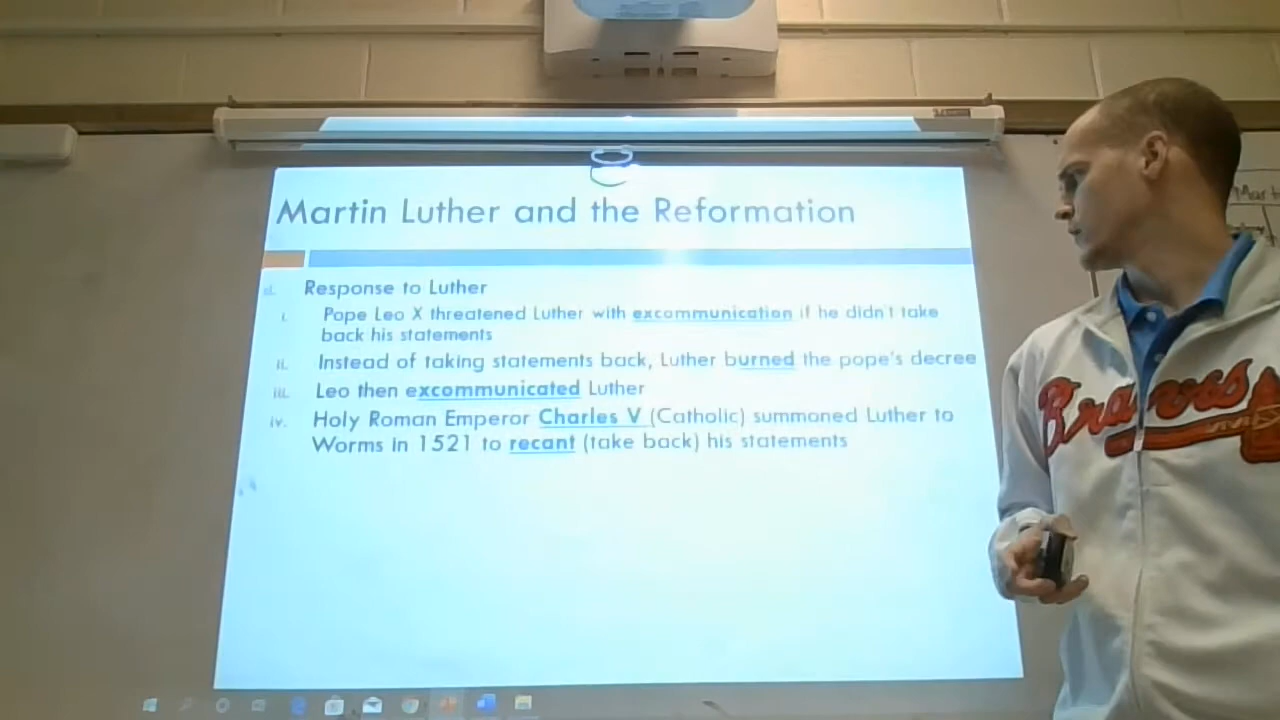 Martin Luther and the Reformation
d. Response to Luther
i. Pope Leo X threatened Luther with excommunication if he didn't take
back his statements
ii. Instead of taking statements back, Luther burned the pope's decree
iii. Leo then excommunicated Luther
iv. Holy Roman Emperor Charles V (Catholic) summoned Luther to
Worms in 1521 to recant (take back) his statements
Braves